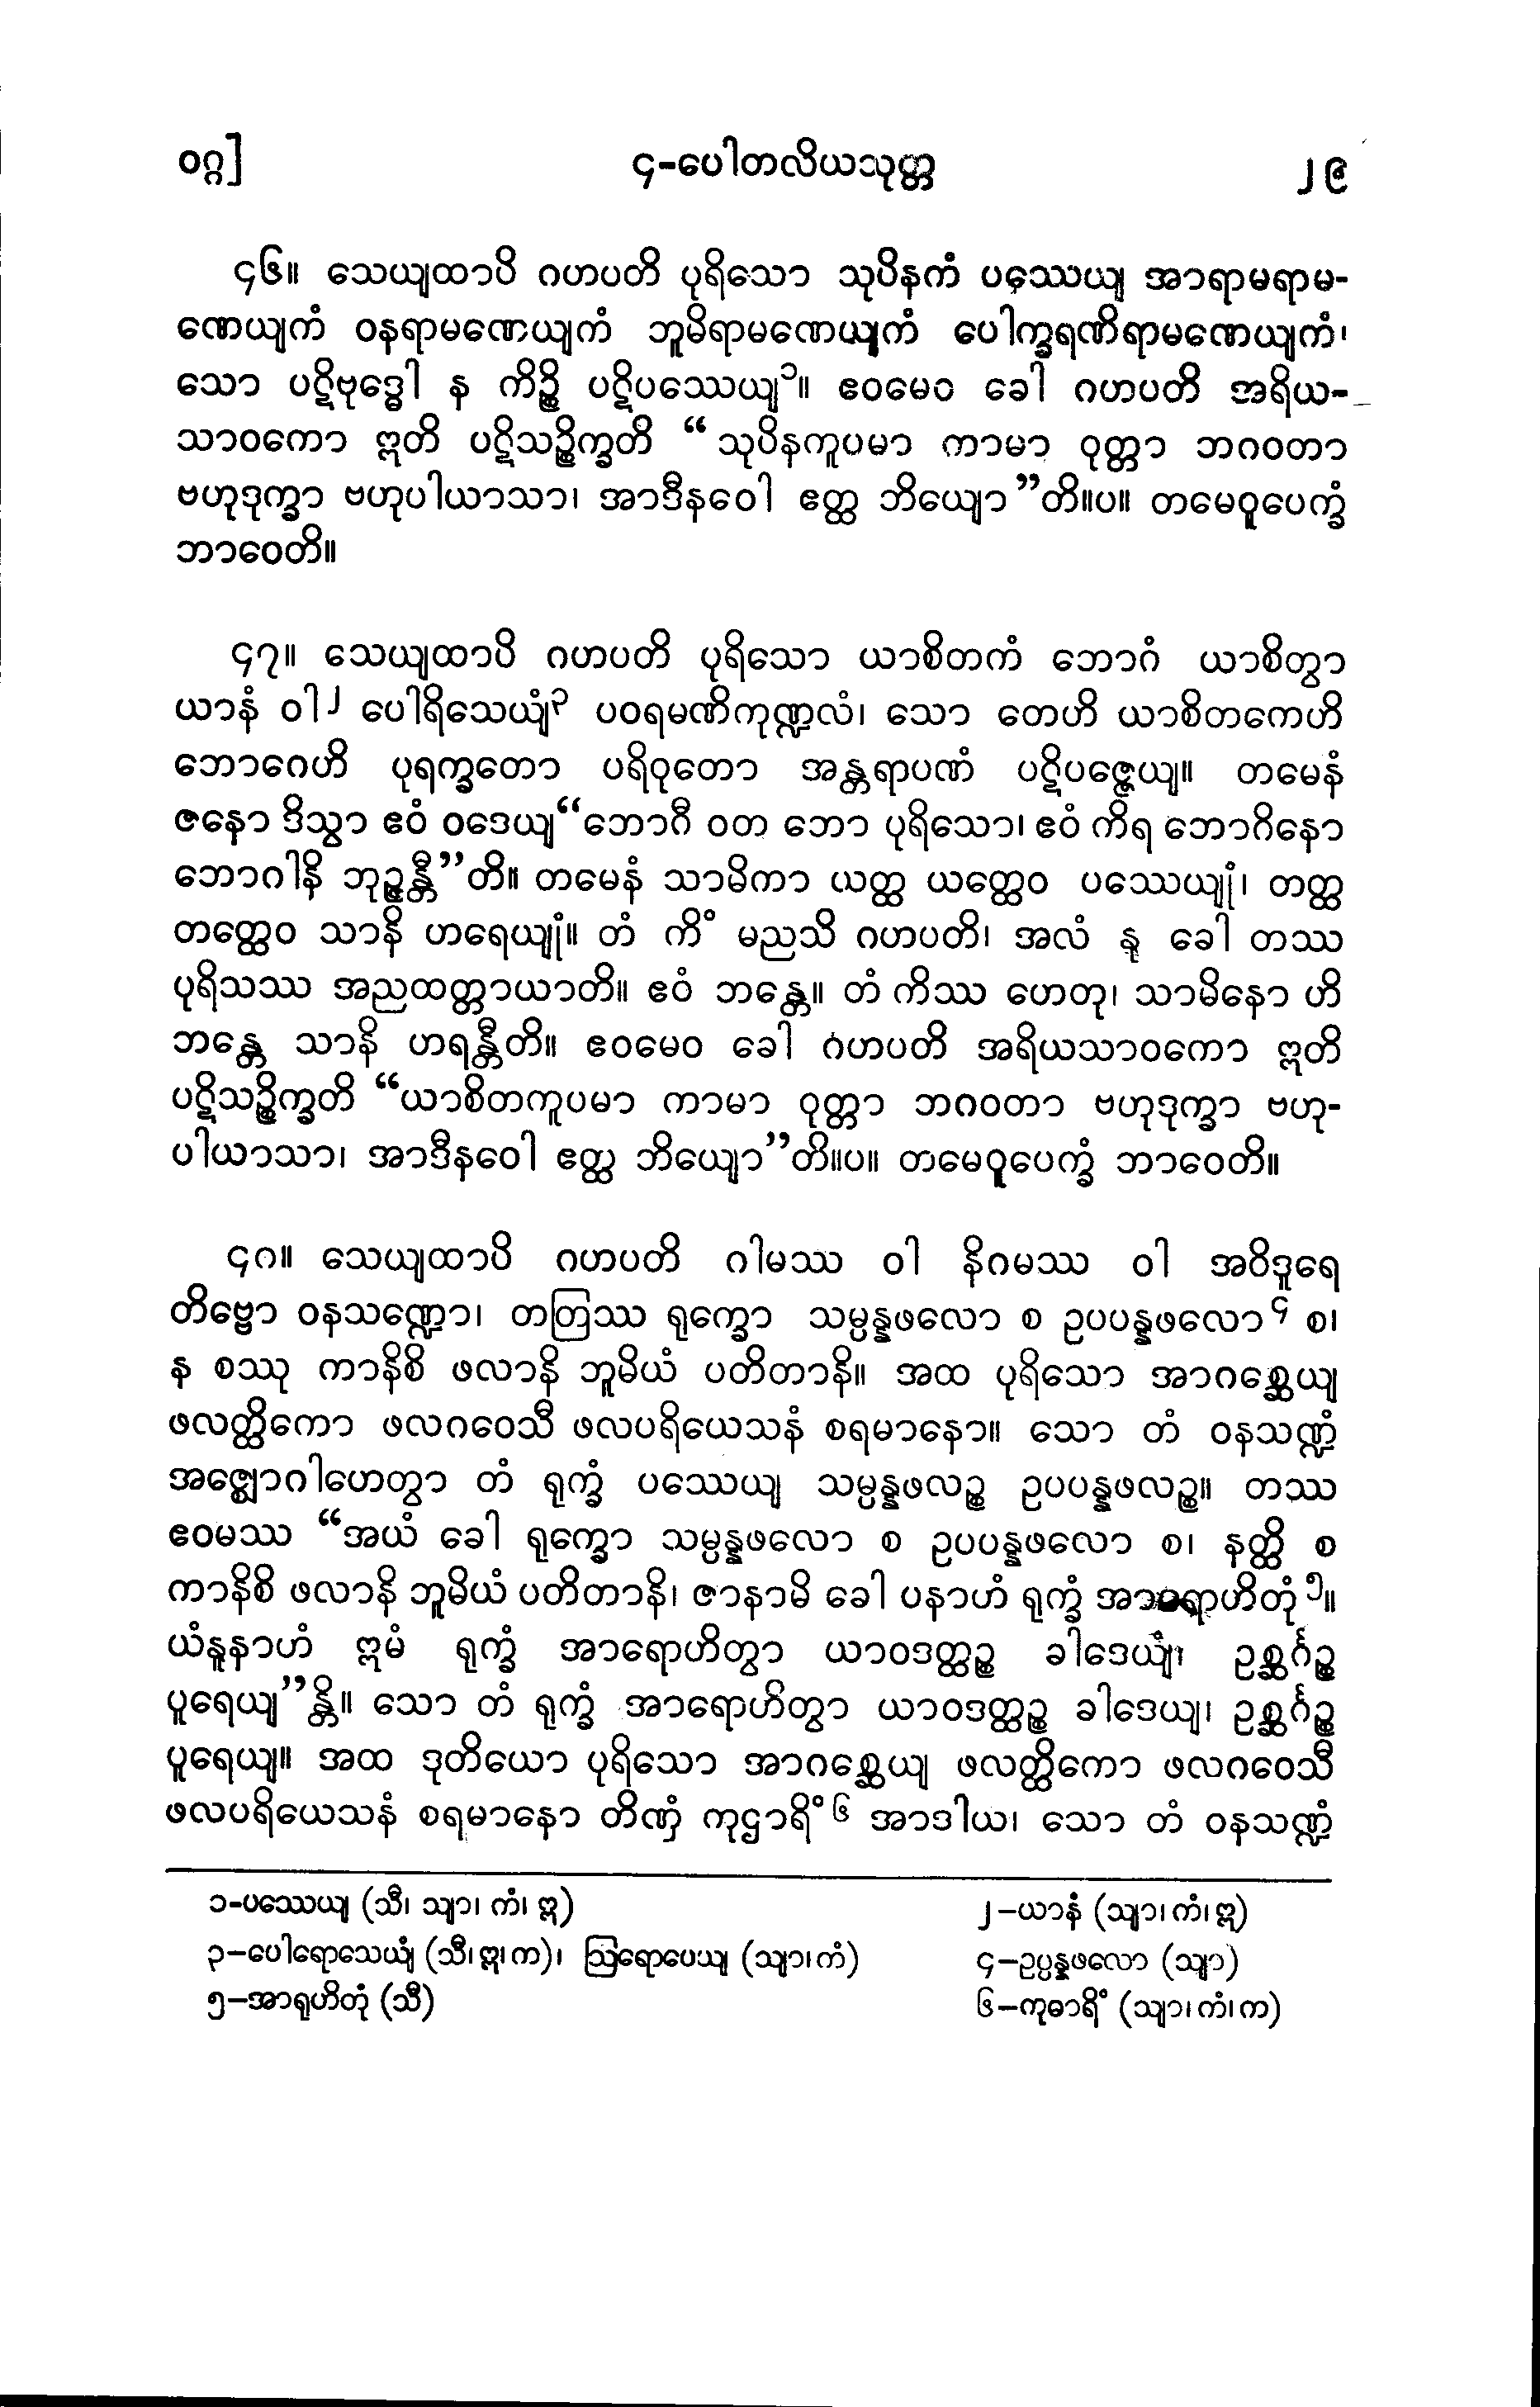 ၀ဂ္ဂ]
၄-ပေါတလိယသုတ္တ
၂၉
၄၆။ သေယျထာပိ ဂဟပတိ ပုရိသော သုပိနကံ ပဿေယျ အာရာမရာမ-
ဏေယျကံ ဝနရာမဏေယျကံ ဘူမိရာမဏေယျကံ ပေါက္ခရဏိရာမဏေယျကံ၊
သော ပဋိဗုဒ္ဓေါ န ကိဉ္စိ ပဋိပဿေယျ၁။ ဧဝမေဝ ခေါ ဂဟပတိ အရိယ-
သာဝကော ဣတိ ပဋိသဉ္စိက္ခတိ “သုပိနကူပမာ ကာမာ ဝုတ္တာ ဘဂဝတာ
ဗဟုဒုက္ခာ ဗဟုပါယာသာ၊ အာဒီနဝေါ ဧတ္ထ ဘိယျော”တိ။ပ။ တမေဝူပေက္ခံ
ဘာဝေတိ။
၄၇။ သေယျထာပိ ဂဟပတိ ပုရိသော ယာစိတကံ ဘောဂံ ယာစိတွာ
ယာနံ ဝါ၂ ပေါရိသေယျံ၃ ပဝရမဏိကုဏ္ဍလံ၊ သော တေဟိ ယာစိတကေဟိ
ဘောဂေဟိ ပုရက္ခတော ပရိဝုတော အန္တရာပဏံ ပဋိပဇ္ဇေယျ။ တမေနံ
ဇနော ဒိသွာ ဧဝံ ဝဒေယျ“ဘောဂီ ဝတ ဘော ပုရိသော၊ ဧဝံ ကိရ ဘောဂိနော
ဘောဂါနိ ဘုဉ္ဇန္တီ”တိ။ တမေနံ သာမိကာ ယတ္ထ ယတ္ထေဝ ပဿေယျုံ၊ တတ္ထ
တတ္ထေဝ သာနိ ဟရေယျုံ။ တံ ကိံ မညသိ ဂဟပတိ၊ အလံ နု ခေါ တဿ
ပုရိသဿ အညထတ္တာယာတိ။ ဧဝံ ဘန္တေ။ တံ ကိဿ ဟေတု၊ သာမိနော ဟိ
ဘန္တေ သာနိ ဟရန္တီတိ။ ဧဝမေဝ ခေါ ဂဟပတိ အရိယသာဝကော ဣတိ
ပဋိသဉ္စိက္ခတိ “ယာစိတကူပမာ ကာမာ ဝုတ္တာ ဘဂဝတာ ဗဟုဒုက္ခာ ဗဟု-
ပါယာသာ၊ အာဒီနဝေါ ဧတ္ထ ဘိယျော”တိ။ပ။ တမေဝူပေက္ခံ ဘာဝေတိ။
၄၈။ သေယျထာပိ ဂဟပတိ ဂါမဿ ဝါ နိဂမဿ ဝါ အဝိဒူရေ
တိဗ္ဗော ဝနသဏ္ဍော၊ တတြဿ ရုက္ခော သမ္ပန္နဖလော စ ဥပပန္နဖလော၄ စ၊
န စဿု ကာနိစိ ဖလာနိ ဘူမိယံ ပတိတာနိ။ အထ ပုရိသော အာဂစ္ဆေယျ
ဖလတ္ထိကော ဖလဂဝေသီ ဖလပရိယေသနံ စရမာနော။ သော တံ ဝနသဏ္ဍံ
အဇ္ဈောဂါဟေတွာ တံ ရုက္ခံ ပဿေယျ သမ္ပန္နဖလဉ္စ ဥပပန္နဖလဉ္စ။ တဿ
ဧဝမဿ “အယံ ခေါ ရုက္ခော သမ္ပန္နဖလော စ ဥပပန္နဖလော စ၊ နတ္ထိ စ
ကာနိစိ ဖလာနိ ဘူမိယံ ပတိတာနိ၊ ဇာနာမိ ခေါ ပနာဟံ ရုက္ခံ အာရောဟိတုံ၅။
ယံနူနာဟံ ဣမံ ရုက္ခံ အာရောဟိတွာ ယာဝဒတ္ထဉ္စ ခါဒေယျံ၊ ဥစ္ဆင်္ဂဉ္စ
ပူရေယျ”န္တိ။ သော တံ ရုက္ခံ အာရောဟိတွာ ယာဝဒတ္ထဉ္စ ခါဒေယျ၊ ဥစ္ဆင်္ဂဉ္စ
ပူရေယျ။ အထ ဒုတိယော ပုရိသော အာဂစ္ဆေယျ ဖလတ္ထိကော ဖလဂဝေသီ
ဖလပရိယေသနံ စရမာနော တိဏှံ ကုဌာရိံ၆ အာဒါယ၊ သော တံ ဝနသဏ္ဍံ
၁-ပဿေယျ (သီ၊ သျာ၊ ကံ၊ ဣ)
၂-ယာနံ (သျာ၊ကံ၊ဣ)
၃-ပေါရောသေယျံ (သီ၊ဣ၊က)၊ ဩရောပေယျ (သျာ၊ကံ)
၄-ဥပ္ပန္နဖလော (သျာ)
၅-အာရုဟိတုံ (သီ)
၆-ကုဓာရိံ (သျာ၊ကံ၊က)